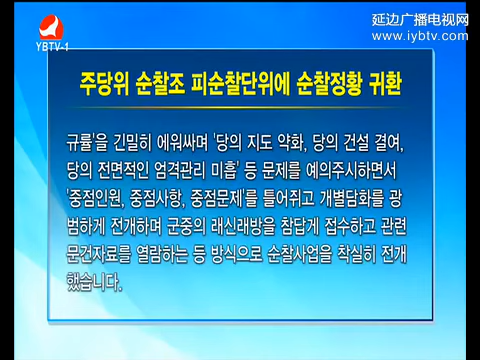 延边广播电视网
www.iybtv.com
YBTV-1
주당위 순찰조 피순찰단위에 순찰정황 귀환
규률'을 긴밀히 에워싸며 '당의 지도 약화, 당의 건설 결여,
당의 전면적인 엄격관리 미흡' 등 문제를 예의주시하면서
'중점인원, 중점사항, 중점문제'를 틀어쥐고 개별담화를 광
범하게 전개하며 군중의 래신래방을 참답게 접수하고 관련
문건자료를 열람하는 등 방식으로 순찰사업을 착실히 전개
했습니다.